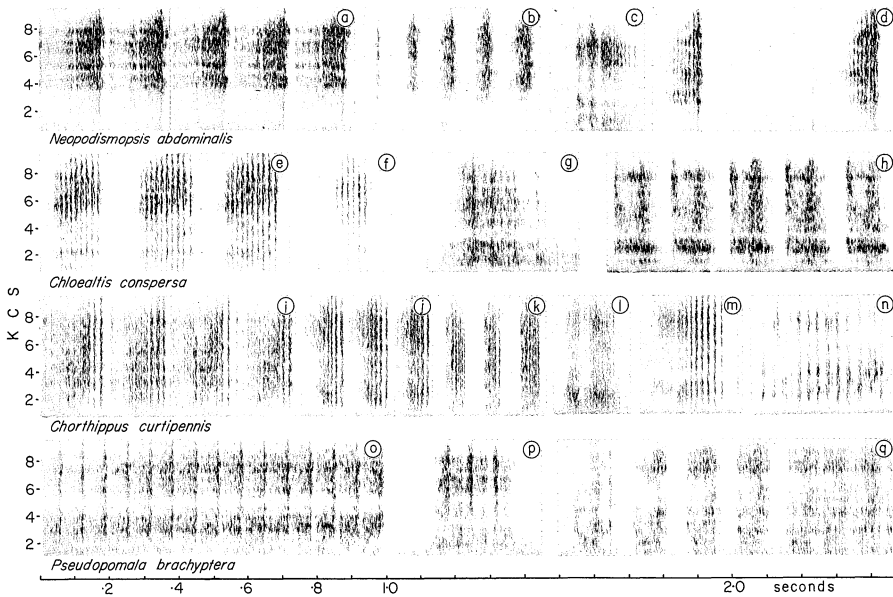 8- a b c d
6-
4-
2-
Neopodismopsis abdominalis
8- e f g h
6-
4-
2-
Chloealtis conspersa
K C S
8- i j k l m n
6-
4-
2-
Chorthippus curtipennis
8- o p q
6-
4-
2-
Pseudopomala brachyptera
·2 ·4 ·6 ·8 1·0 2·0 seconds